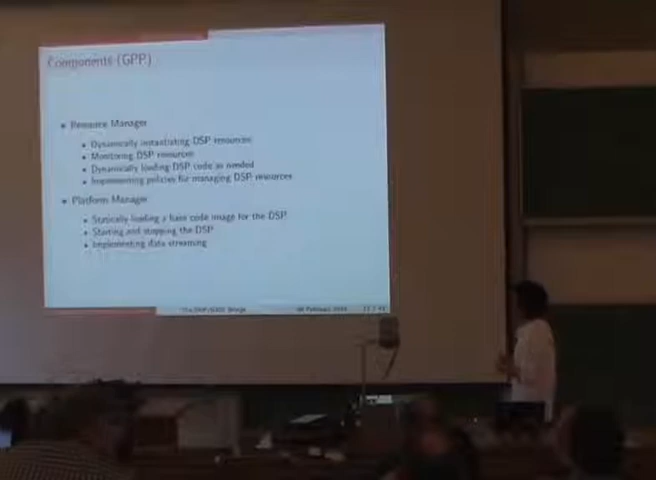 Components (GPP)
Resource Manager
Dynamically instantiating DSP resources
Monitoring DSP resources
Dynamically loading DSP code as needed
Implementing policies for managing DSP resources
Platform Manager
Statically loading a base code image for the DSP
Starting and stopping the DSP
Implementing data streaming
Bridge
February